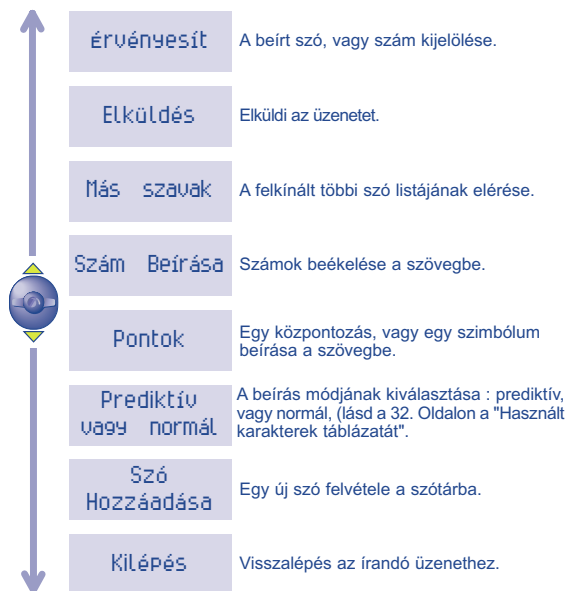 érvényesít
A beírt szó, vagy szám kijelölése.
Elküldés
Elküldi az üzenetet.
Más szavak
A felkínált többi szó listájának elérése.
Szám Beírása
Számok beékelése a szövegbe.
Pontok
Egy központozás, vagy egy szimbólum
beírása a szövegbe.
Prediktív
vagy normál
A beírás módjának kiválasztása : prediktív,
vagy normál, (lásd a 32. Oldalon a "Használt
karakterek táblázatát".
Szó
Hozzáadása
Egy új szó felvétele a szótárba.
Kilépés
Visszalépés az írandó üzenethez.